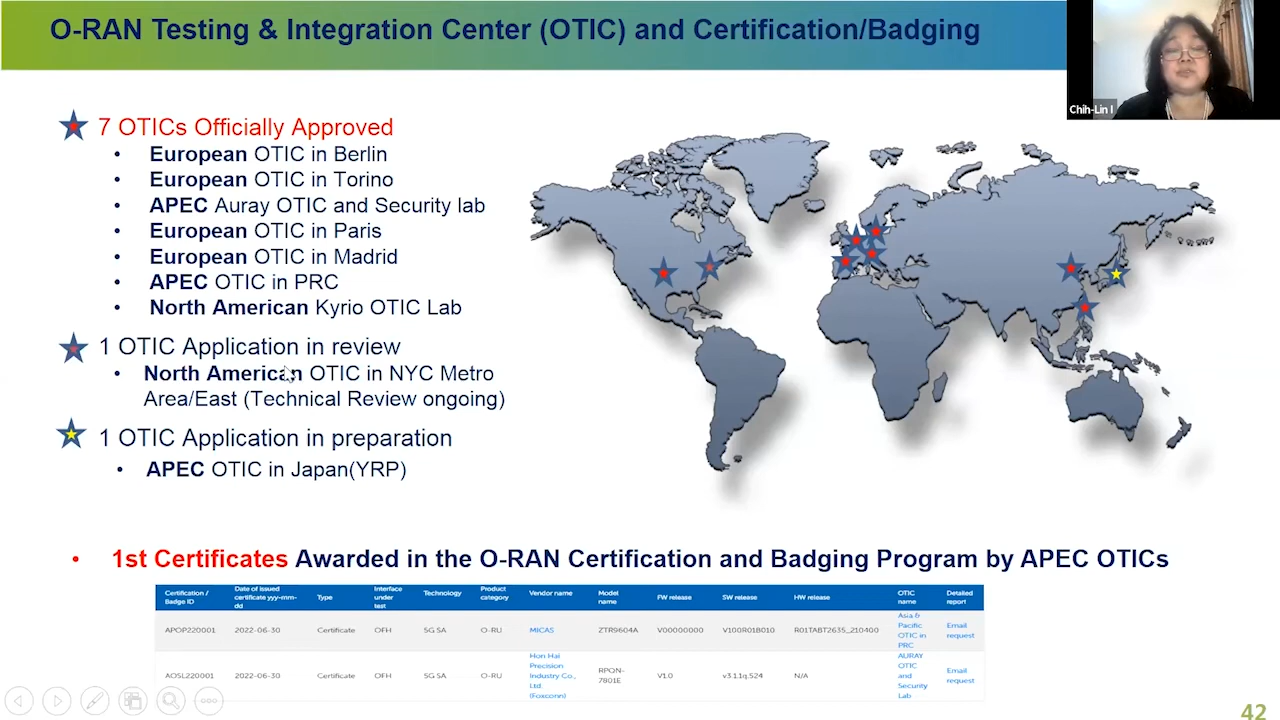 O-RAN Testing & Integration Center (OTIC) and Certification/Badging
Chih-Lin I
7 OTICs Officially Approved
• European OTIC in Berlin
• European OTIC in Torino
• APEC Auray OTIC and Security lab
• European OTIC in Paris
• European OTIC in Madrid
• APEC OTIC in PRC
• North American Kyrio OTIC Lab
1 OTIC Application in review
• North American OTIC in NYC Metro
Area/East (Technical Review ongoing)
1 OTIC Application in preparation
• APEC OTIC in Japan(YRP)
• 1st Certificates Awarded in the O-RAN Certification and Badging Program by APEC OTICs
Certification / Badge ID Date of issued certificate yyy-mm-dd Type Interface under test Technology Product category Vendor name Model name FW release SW release HW release OTIC name Detailed report
APOP220001 2022-06-30 Certificate OFH 5G SA O-RU MICAS ZTR9604A V00000000 V100R01B010 R01TABT2635_210400 Asia & Pacific OTIC in PRC Email request
AOSL220001 2022-06-30 Certificate OFH 5G SA O-RU Hon Hai Precision Industry Co., Ltd. (Foxconn) RPQN-7801E V1.0 v3.1.1q.524 N/A AURAY OTIC and Security Lab Email request
42